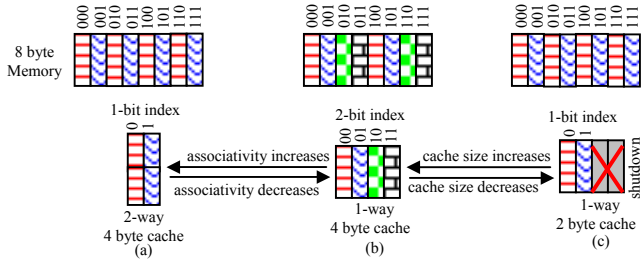 000 001 010 011 100 101 110 111
000 001 010 011 100 101 110 111
000 001 010 011 100 101 110 111
8 byte
Memory
1-bit index
2-bit index
1-bit index
0 1
00 01 10 11
0 1
associativity increases
associativity decreases
cache size increases
cache size decreases
shutdown
2-way
4 byte cache
(a)
1-way
4 byte cache
(b)
1-way
2 byte cache
(c)